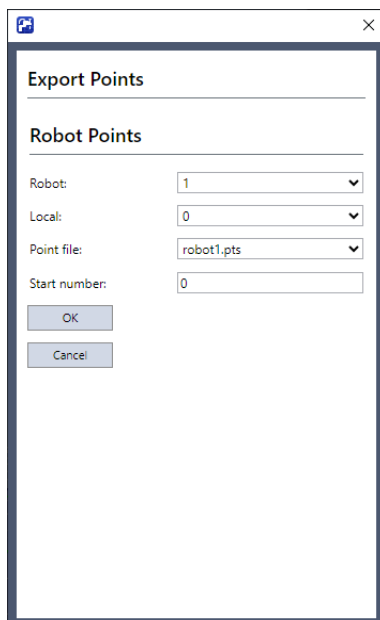 Export Points
Robot Points
Robot: 1
Local: 0
Point file: robot1.pts
Start number: 0
OK
Cancel